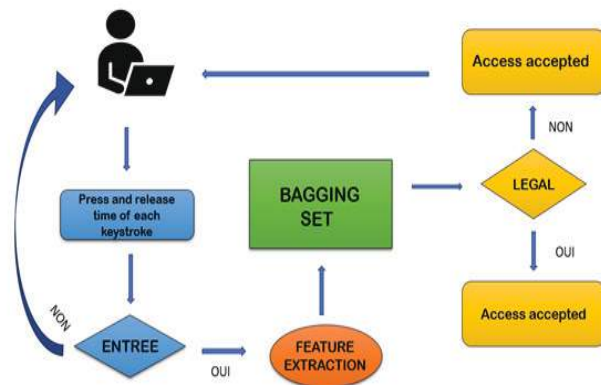 Access accepted
NON
LEGAL
OUI
Access accepted
BAGGING
SET
Press and release
time of each
keystroke
NON
ENTREE
OUI
FEATURE
EXTRACTION